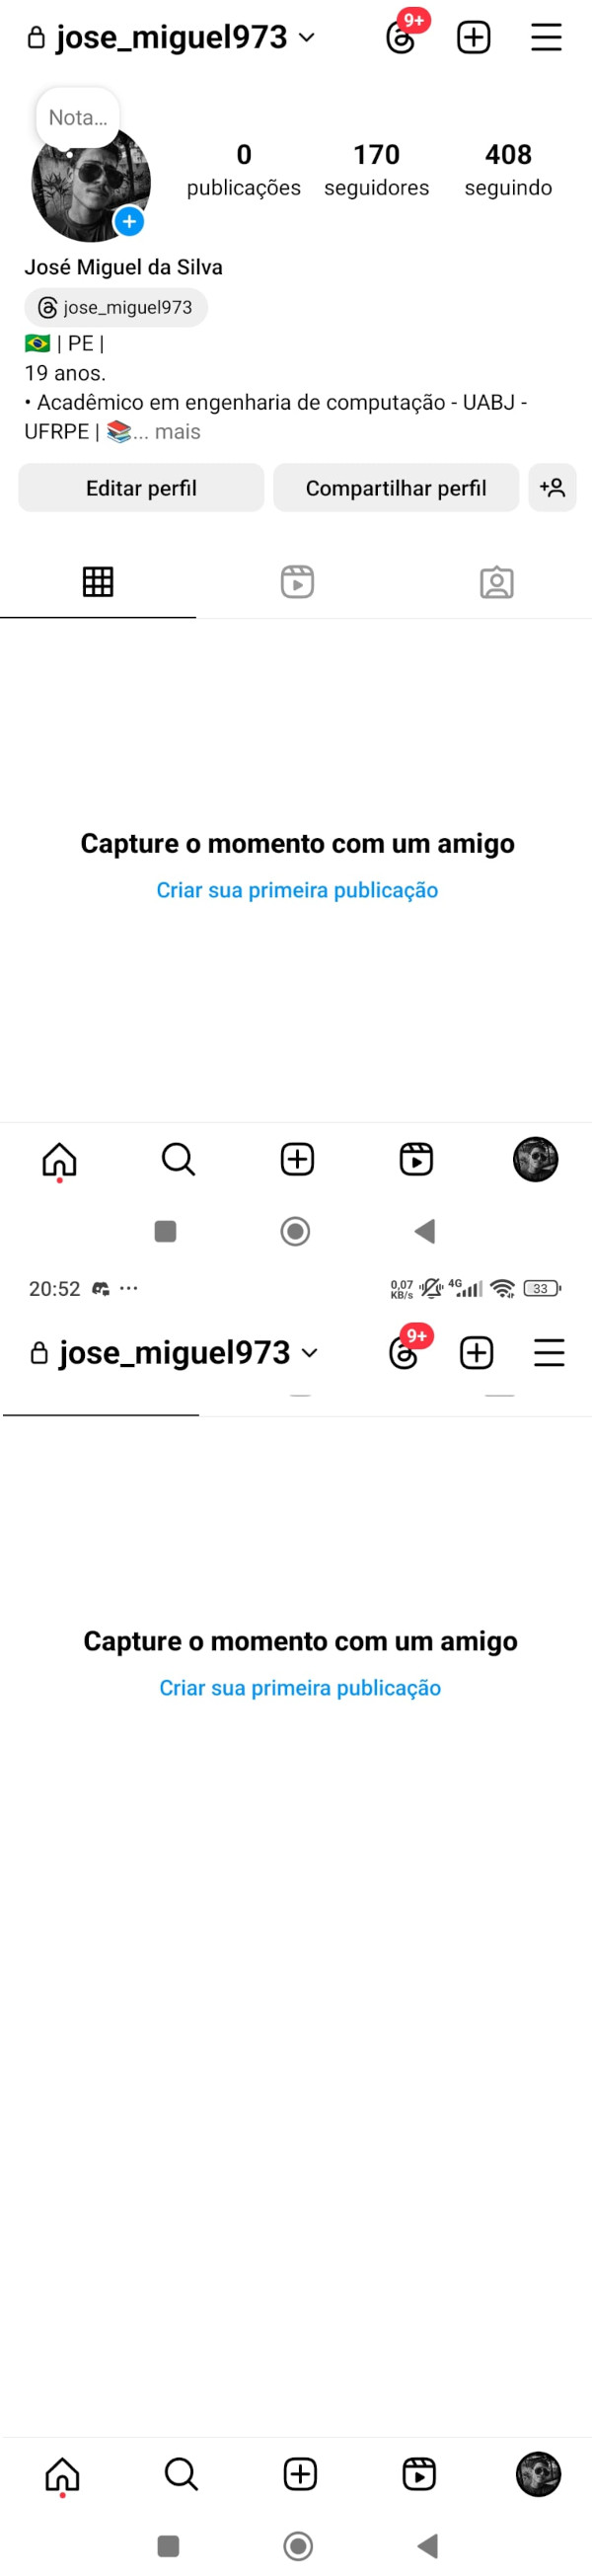 jose_miguel973
9+
Nota...
0
publicações
170
seguidores
408
seguindo
José Miguel da Silva
jose_miguel973
🇧🇷 | PE |
19 anos.
• Acadêmico em engenharia de computação - UABJ -
UFRPE | 📚... mais
Editar perfil
Compartilhar perfil
Capture o momento com um amigo
Criar sua primeira publicação
20:52
0,07
KB/s
4G
33
jose_miguel973
9+
Capture o momento com um amigo
Criar sua primeira publicação